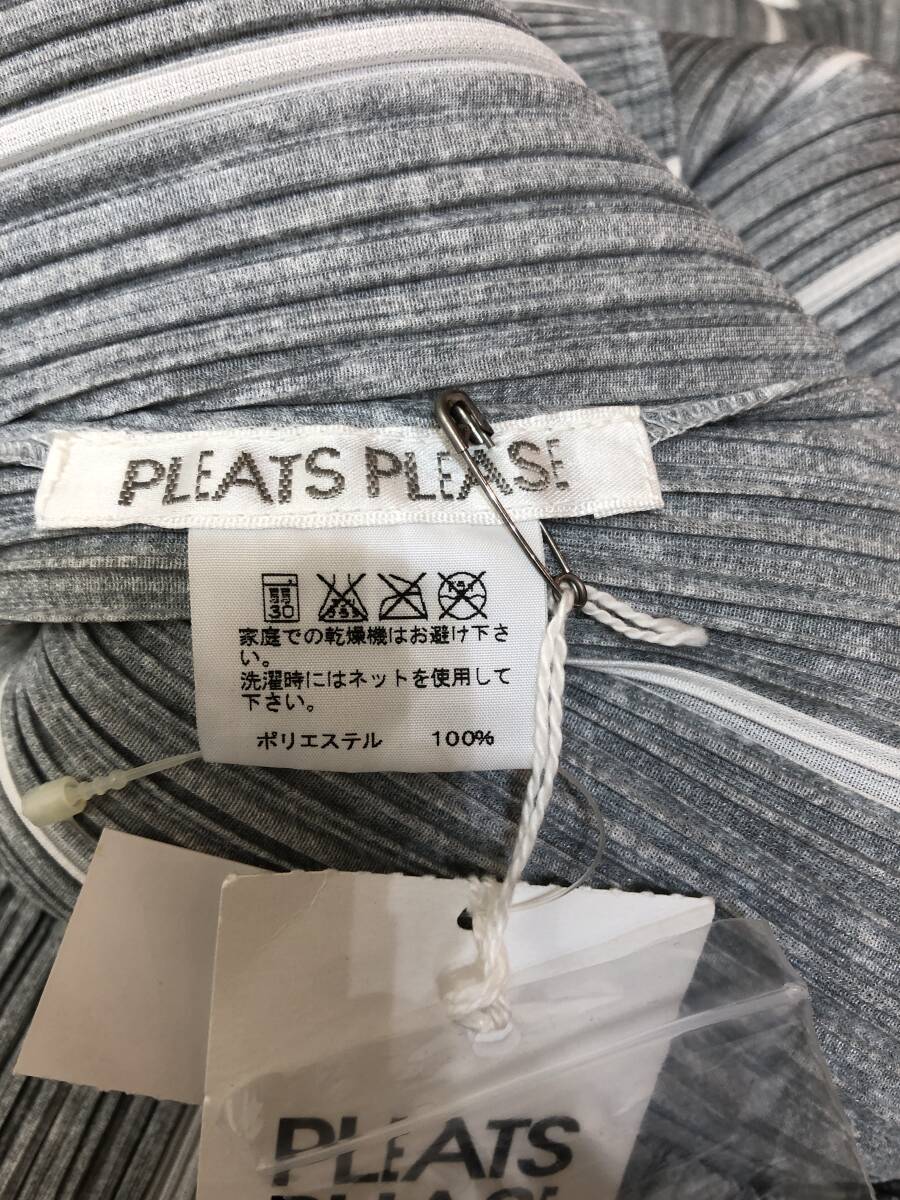 PLEATS PLEASE
弱
30
家庭での乾燥機はお避け下さ
い。
洗濯時にはネットを使用して
下さい。
ポリエステル 100%
PLEATS
PLEASE